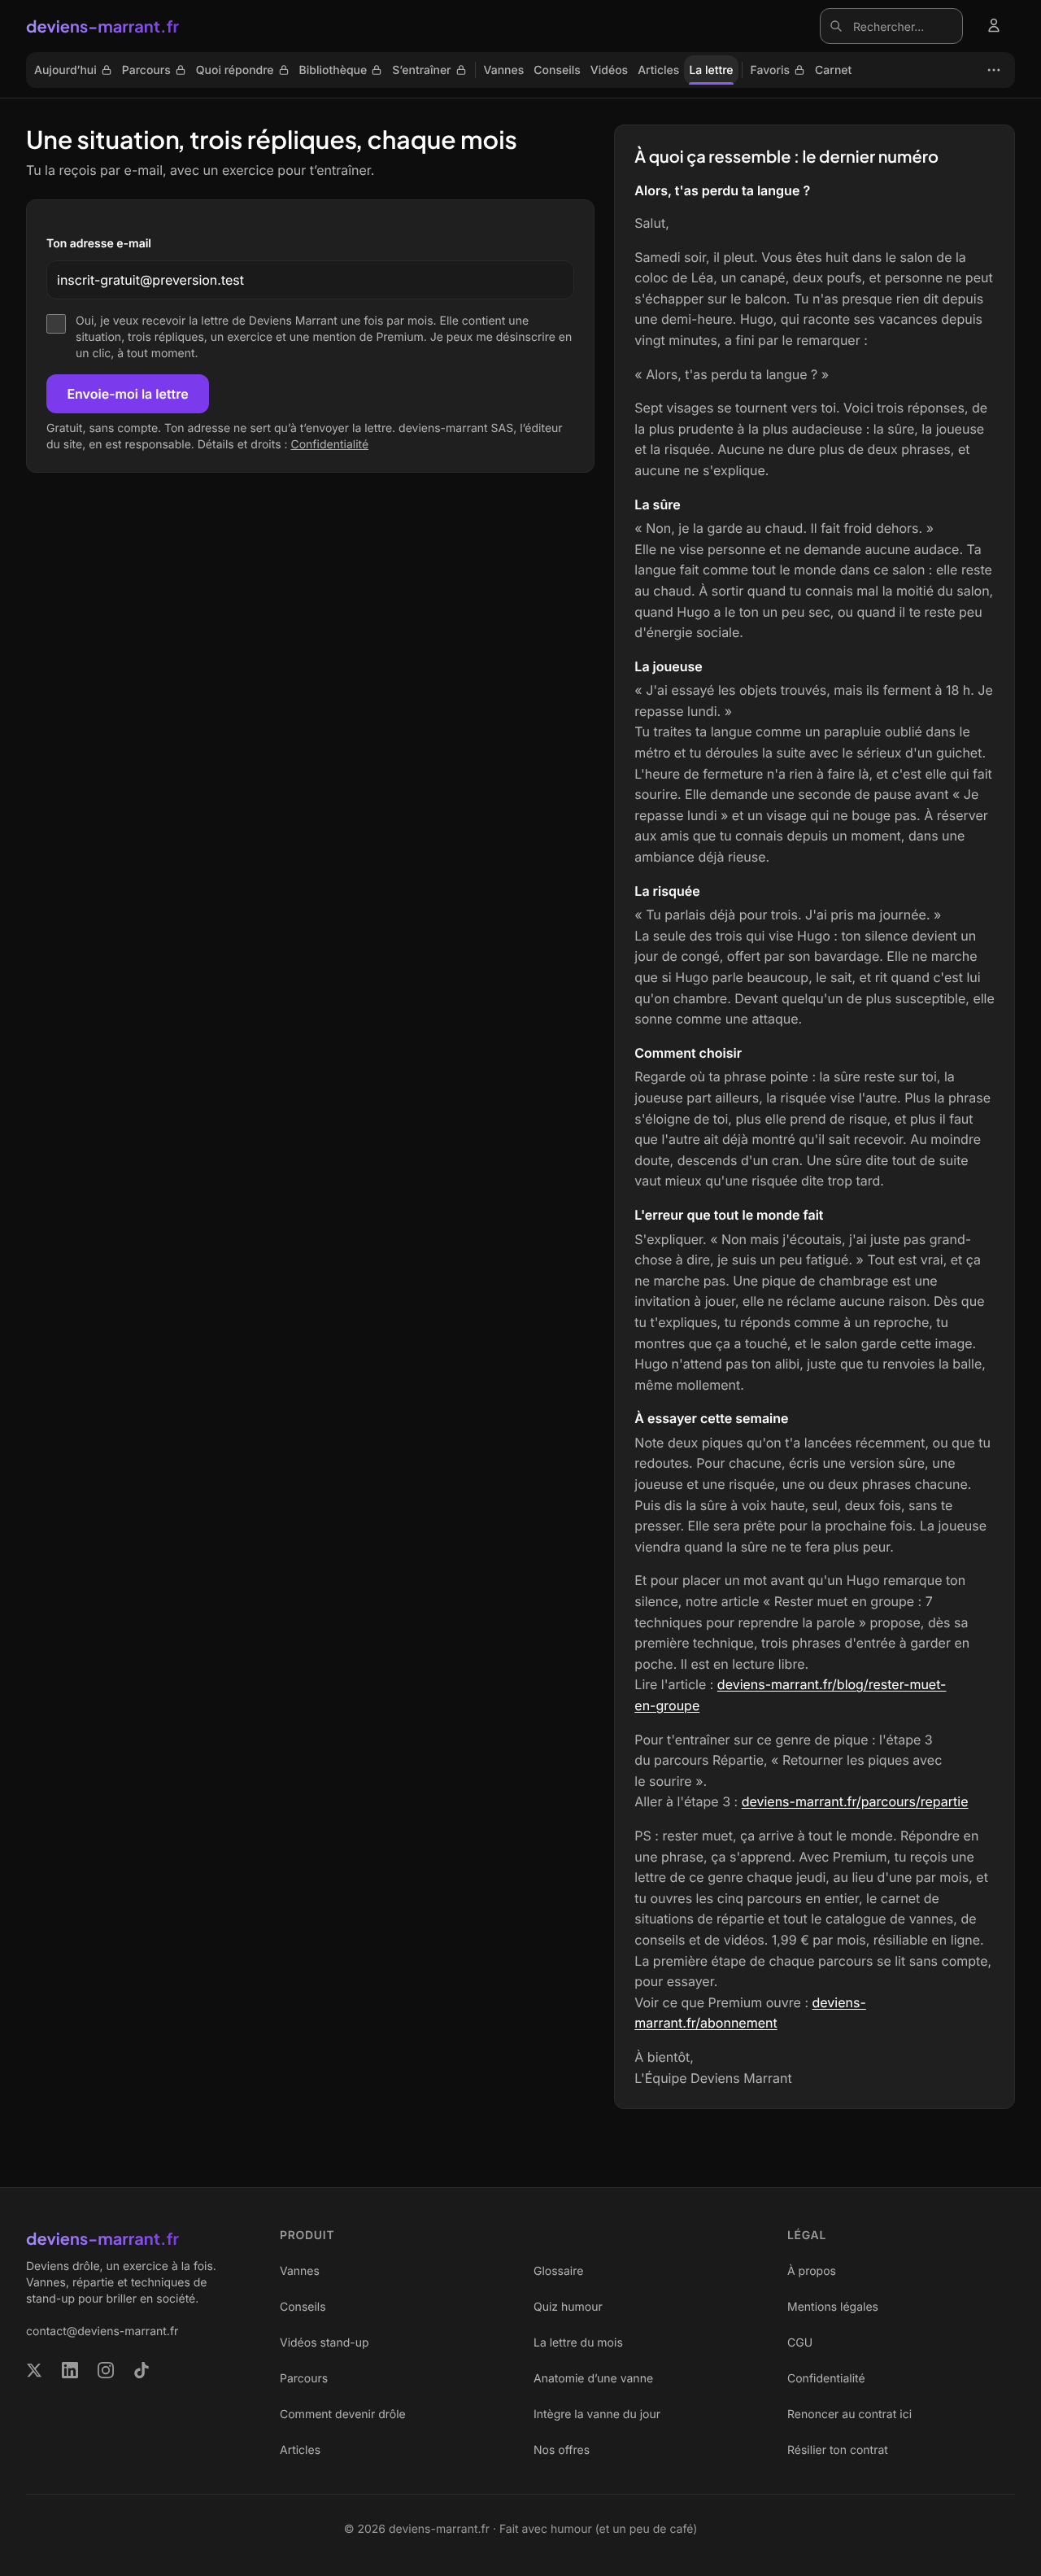 deviens-marrant.fr
Rechercher...
Aujourd’hui Parcours Quoi répondre Bibliothèque S’entraîner Vannes Conseils Vidéos Articles La lettre Favoris Carnet
Une situation, trois répliques, chaque mois
Tu la reçois par e-mail, avec un exercice pour t’entraîner.
Ton adresse e-mail
inscrit-gratuit@preversion.test
Oui, je veux recevoir la lettre de Deviens Marrant une fois par mois. Elle contient une
situation, trois répliques, un exercice et une mention de Premium. Je peux me désinscrire en
un clic, à tout moment.
Envoie-moi la lettre
Gratuit, sans compte. Ton adresse ne sert qu’à t’envoyer la lettre. deviens-marrant SAS, l’éditeur
du site, en est responsable. Détails et droits : Confidentialité
À quoi ça ressemble : le dernier numéro
Alors, t'as perdu ta langue ?
Salut,
Samedi soir, il pleut. Vous êtes huit dans le salon de la
coloc de Léa, un canapé, deux poufs, et personne ne peut
s'échapper sur le balcon. Tu n'as presque rien dit depuis
une demi-heure. Hugo, qui raconte ses vacances depuis
vingt minutes, a fini par le remarquer :
« Alors, t'as perdu ta langue ? »
Sept visages se tournent vers toi. Voici trois réponses, de
la plus prudente à la plus audacieuse : la sûre, la joueuse
et la risquée. Aucune ne dure plus de deux phrases, et
aucune ne s'explique.
La sûre
« Non, je la garde au chaud. Il fait froid dehors. »
Elle ne vise personne et ne demande aucune audace. Ta
langue fait comme tout le monde dans ce salon : elle reste
au chaud. À sortir quand tu connais mal la moitié du salon,
quand Hugo a le ton un peu sec, ou quand il te reste peu
d'énergie sociale.
La joueuse
« J'ai essayé les objets trouvés, mais ils ferment à 18 h. Je
repasse lundi. »
Tu traites ta langue comme un parapluie oublié dans le
métro et tu déroules la suite avec le sérieux d'un guichet.
L'heure de fermeture n'a rien à faire là, et c'est elle qui fait
sourire. Elle demande une seconde de pause avant « Je
repasse lundi » et un visage qui ne bouge pas. À réserver
aux amis que tu connais depuis un moment, dans une
ambiance déjà rieuse.
La risquée
« Tu parlais déjà pour trois. J'ai pris ma journée. »
La seule des trois qui vise Hugo : ton silence devient un
jour de congé, offert par son bavardage. Elle ne marche
que si Hugo parle beaucoup, le sait, et rit quand c'est lui
qu'on chambre. Devant quelqu'un de plus susceptible, elle
sonne comme une attaque.
Comment choisir
Regarde où ta phrase pointe : la sûre reste sur toi, la
joueuse part ailleurs, la risquée vise l'autre. Plus la phrase
s'éloigne de toi, plus elle prend de risque, et plus il faut
que l'autre ait déjà montré qu'il sait recevoir. Au moindre
doute, descends d'un cran. Une sûre dite tout de suite
vaut mieux qu'une risquée dite trop tard.
L'erreur que tout le monde fait
S'expliquer. « Non mais j'écoutais, j'ai juste pas grand-
chose à dire, je suis un peu fatigué. » Tout est vrai, et ça
ne marche pas. Une pique de chambrage est une
invitation à jouer, elle ne réclame aucune raison. Dès que
tu t'expliques, tu réponds comme à un reproche, tu
montres que ça a touché, et le salon garde cette image.
Hugo n'attend pas ton alibi, juste que tu renvoies la balle,
même mollement.
À essayer cette semaine
Note deux piques qu'on t'a lancées récemment, ou que tu
redoutes. Pour chacune, écris une version sûre, une
joueuse et une risquée, une ou deux phrases chacune.
Puis dis la sûre à voix haute, seul, deux fois, sans te
presser. Elle sera prête pour la prochaine fois. La joueuse
viendra quand la sûre ne te fera plus peur.
Et pour placer un mot avant qu'un Hugo remarque ton
silence, notre article « Rester muet en groupe : 7
techniques pour reprendre la parole » propose, dès sa
première technique, trois phrases d'entrée à garder en
poche. Il est en lecture libre.
Lire l'article : deviens-marrant.fr/blog/rester-muet-
en-groupe
Pour t'entraîner sur ce genre de pique : l'étape 3
du parcours Répartie, « Retourner les piques avec
le sourire ».
Aller à l'étape 3 : deviens-marrant.fr/parcours/repartie
PS : rester muet, ça arrive à tout le monde. Répondre en
une phrase, ça s'apprend. Avec Premium, tu reçois une
lettre de ce genre chaque jeudi, au lieu d'une par mois, et
tu ouvres les cinq parcours en entier, le carnet de
situations de répartie et tout le catalogue de vannes, de
conseils et de vidéos. 1,99 € par mois, résiliable en ligne.
La première étape de chaque parcours se lit sans compte,
pour essayer.
Voir ce que Premium ouvre : deviens-
marrant.fr/abonnement
À bientôt,
L'Équipe Deviens Marrant
deviens-marrant.fr
Deviens drôle, un exercice à la fois.
Vannes, répartie et techniques de
stand-up pour briller en société.
contact@deviens-marrant.fr
PRODUIT
Vannes
Conseils
Vidéos stand-up
Parcours
Comment devenir drôle
Articles
Glossaire
Quiz humour
La lettre du mois
Anatomie d’une vanne
Intègre la vanne du jour
Nos offres
LÉGAL
À propos
Mentions légales
CGU
Confidentialité
Renoncer au contrat ici
Résilier ton contrat
© 2026 deviens-marrant.fr · Fait avec humour (et un peu de café)